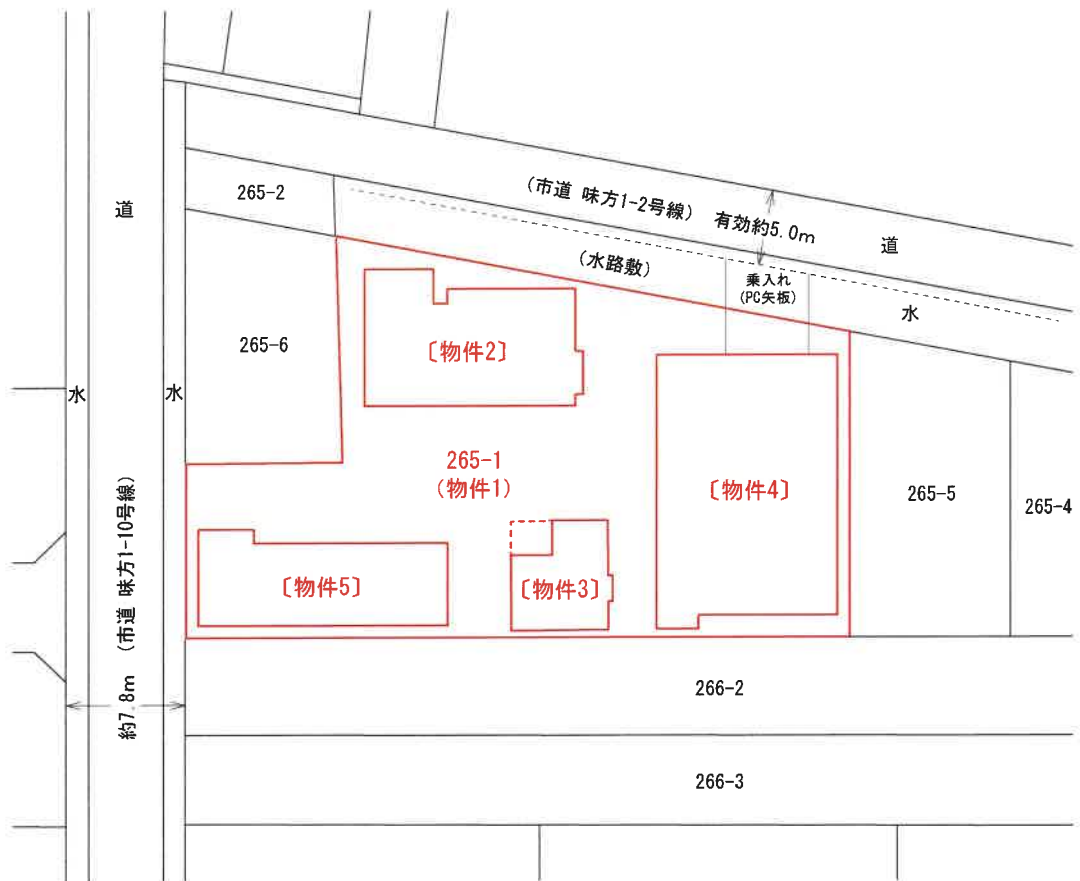 265-2
道
(市道 味方1-2号線) 有効約5.0m
道
(水路敷)
乗入れ
(PC矢板)
水
265-6
〔物件2〕
水
水
265-1
(物件1)
〔物件4〕
265-5
265-4
〔物件5〕
〔物件3〕
約7.8m (市道 味方1-10号線)
266-2
266-3